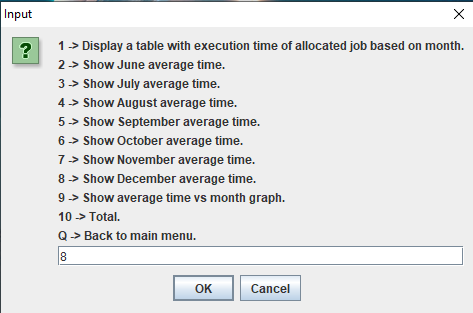 Input
1 -> Display a table with execution time of allocated job based on month.
2 -> Show June average time.
3 -> Show July average time.
4 -> Show August average time.
5 -> Show September average time.
6 -> Show October average time.
7 -> Show November average time.
8 -> Show December average time.
9 -> Show average time vs month graph.
10 -> Total.
Q -> Back to main menu.
8
OK Cancel